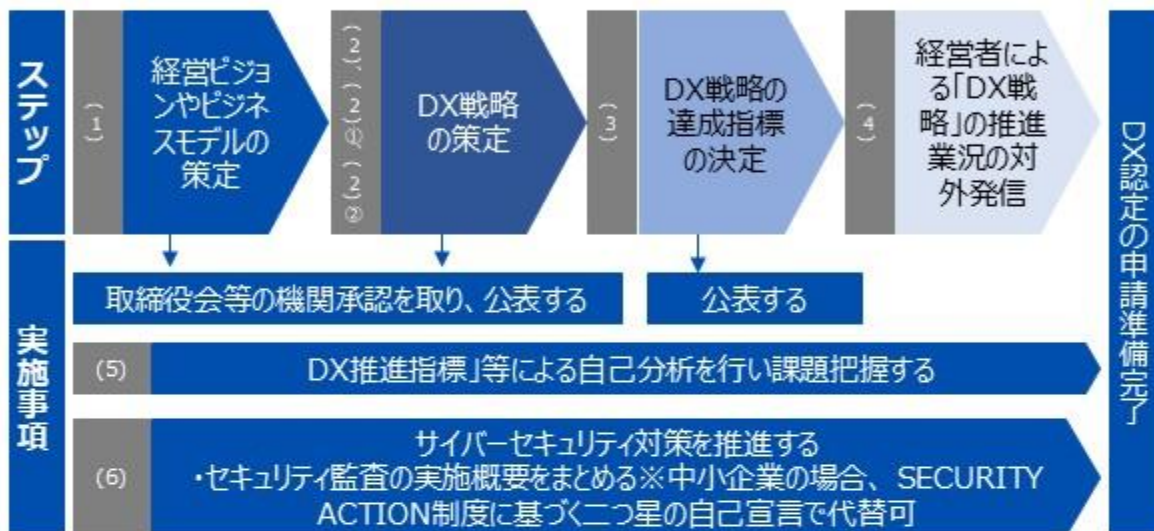 ステップ
(1)
経営ビジョ
ンやビジネ
スモデルの
策定
(2)、(2)①、(2)②
DX戦略
の策定
(3)
DX戦略の
達成指標
の決定
(4)
経営者によ
る「DX戦
略」の推進
業況の対
外発信
DX認定の申請準備完了
実施事項
取締役会等の機関承認を取り、公表する
公表する
(5)
DX推進指標」等による自己分析を行い課題把握する
(6)
サイバーセキュリティ対策を推進する
・セキュリティ監査の実施概要をまとめる※中小企業の場合、SECURITY
ACTION制度に基づく二つ星の自己宣言で代替可